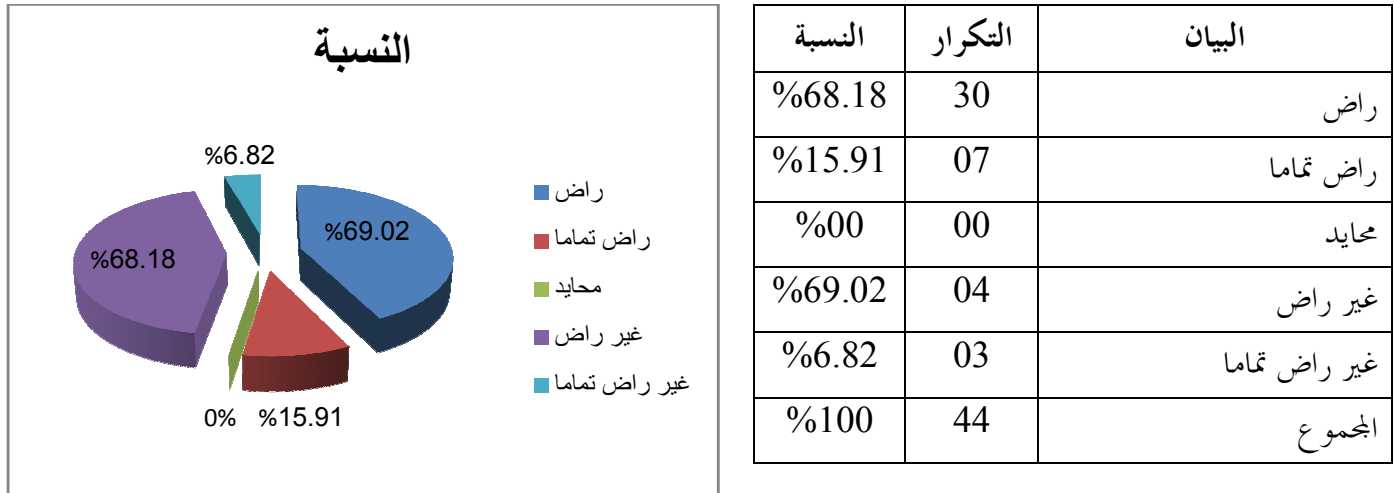 النسبة
%6.82
%69.02
%68.18
0%
%15.91
راض
راض تماما
محايد
غير راض
غير راض تماما
البيان التكرار النسبة
راض 30 %68.18
راض تماما 07 %15.91
محايد 00 %00
غير راض 04 %69.02
غير راض تماما 03 %6.82
المجموع 44 %100